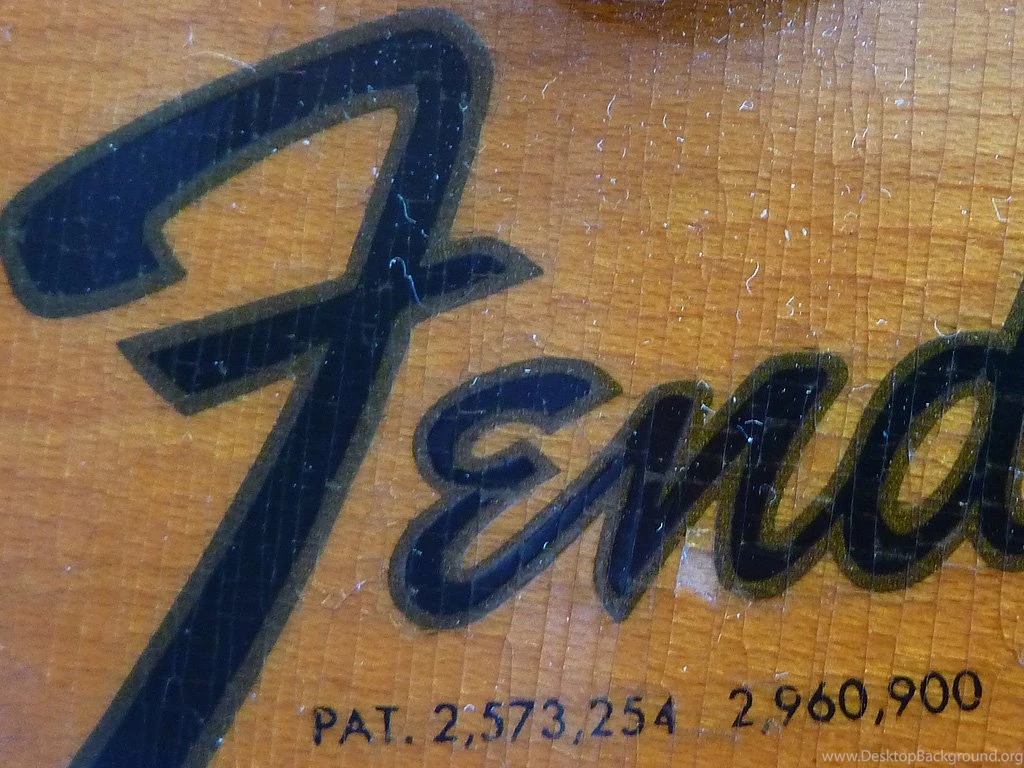 Fend
PAT. 2,573,254 2,960,900
www.DesktopBackground.org